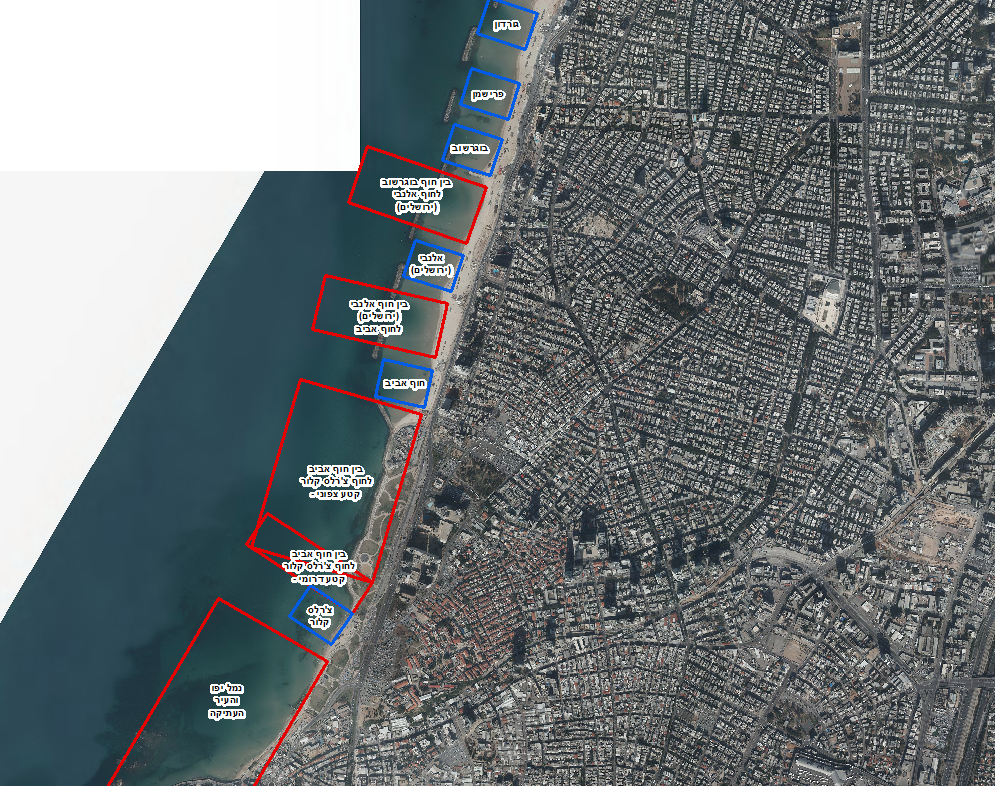 גורדון
פרישמן
בוגרשוב
בין חוף בוגרשוב
לחוף אלנבי
(ירושלים)
אלנבי
(ירושלים)
בין חוף אלנבי
(ירושלים)
לחוף אביב
חוף אביב
בין חוף אביב
לחוף צ'רלס קלור
קטע צפוני -
בין חוף אביב
לחוף צ'רלס קלור
קטע דרומי -
צ'רלס
קלור
נמל יפו
והעיר
העתיקה